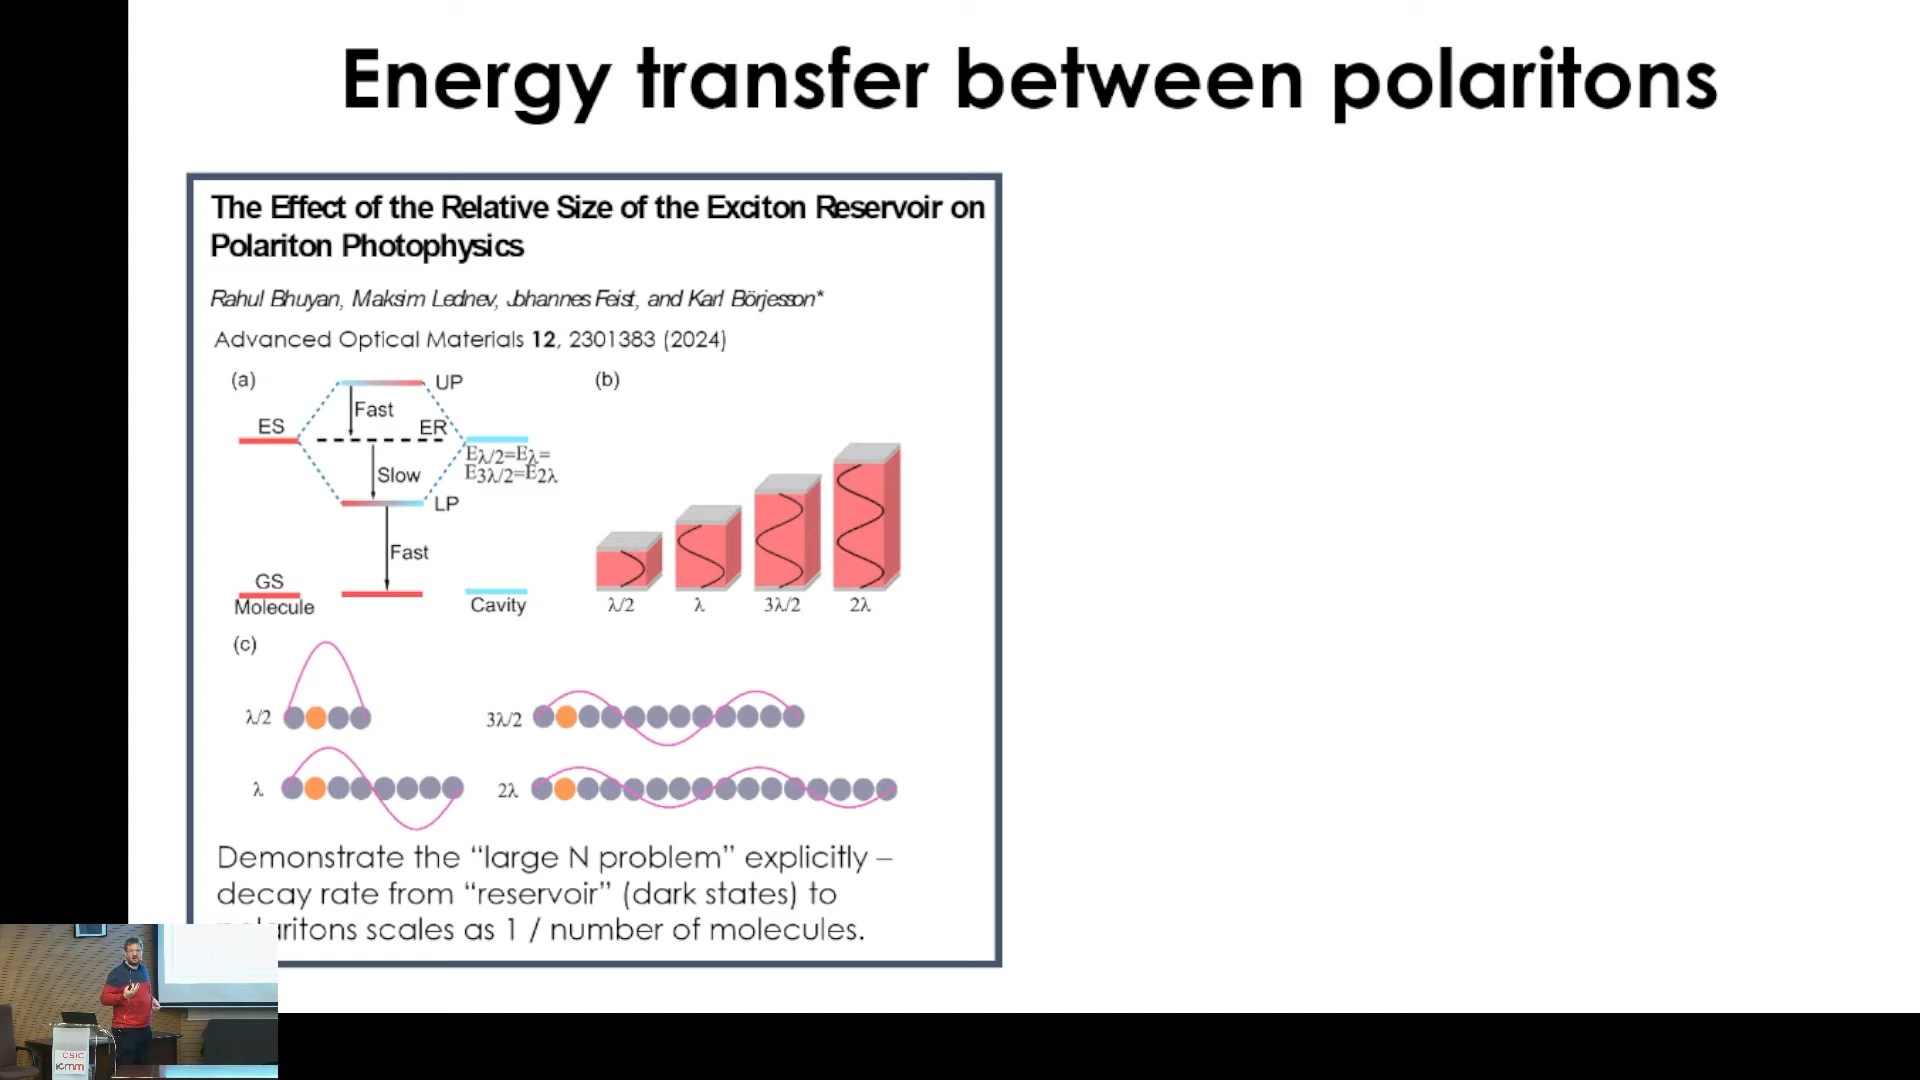 Energy transfer between polaritons
The Effect of the Relative Size of the Exciton Reservoir on
Polariton Photophysics
Rahul Bhuyan, Maksim Lednev, Johannes Feist, and Karl Börjesson*
Advanced Optical Materials 12, 2301383 (2024)
(a)
UP
Fast
ES
ER
Eλ/2=Eλ=
E3λ/2=E2λ
Slow
LP
Fast
GS
Molecule
Cavity
(b)
λ/2
λ
3λ/2
2λ
(c)
λ/2
3λ/2
λ
2λ
Demonstrate the “large N problem” explicitly –
decay rate from “reservoir” (dark states) to
aritons scales as 1 / number of molecules.
CSIC
icmm